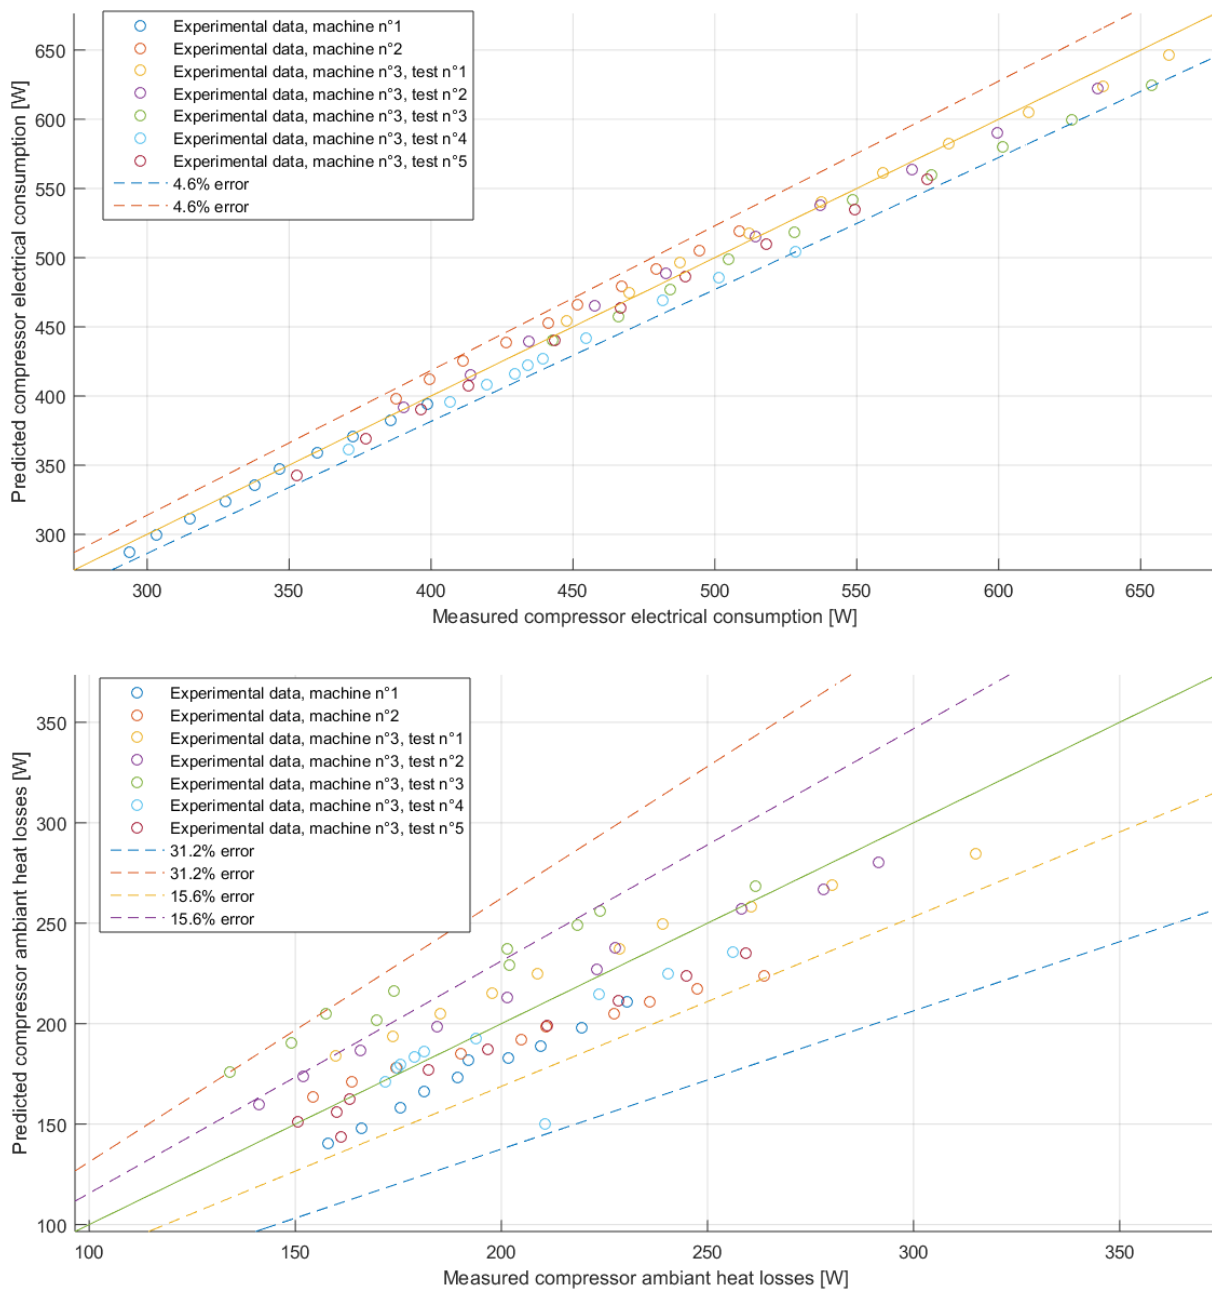 Experimental data, machine n°1
Experimental data, machine n°2
Experimental data, machine n°3, test n°1
Experimental data, machine n°3, test n°2
Experimental data, machine n°3, test n°3
Experimental data, machine n°3, test n°4
Experimental data, machine n°3, test n°5
4.6% error
4.6% error
Predicted compressor electrical consumption [W]
650
600
550
500
450
400
350
300
300 350 400 450 500 550 600 650
Measured compressor electrical consumption [W]
Experimental data, machine n°1
Experimental data, machine n°2
Experimental data, machine n°3, test n°1
Experimental data, machine n°3, test n°2
Experimental data, machine n°3, test n°3
Experimental data, machine n°3, test n°4
Experimental data, machine n°3, test n°5
31.2% error
31.2% error
15.6% error
15.6% error
Predicted compressor ambiant heat losses [W]
350
300
250
200
150
100
100 150 200 250 300 350
Measured compressor ambiant heat losses [W]